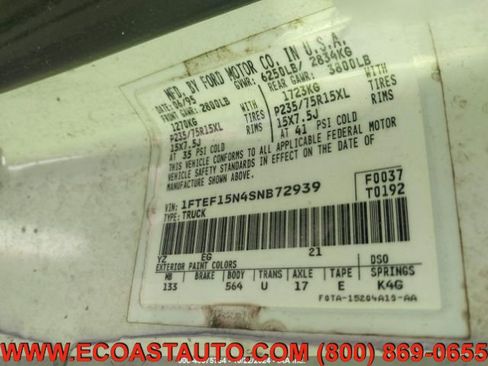 MFD. BY FORD MOTOR CO. IN U.S.A.
DATE: 06/95 GVWR: 6250LB/ 2834KG
FRONT GAWR: 2800LB REAR GAWR: 3800LB
1270KG WITH 1723KG WITH
P235/75R15XL TIRES P235/75R15XL TIRES
15X7.5J RIMS 15X7.5J RIMS
AT 35 PSI COLD AT 41 PSI COLD
THIS VEHICLE CONFORMS TO ALL APPLICABLE FEDERAL MOTOR
VEHICLE SAFETY STANDARDS IN EFFECT ON THE DATE OF
MANUFACTURE SHOWN ABOVE.
VIN: 1FTEF15N4SNB72939 F0037
TYPE: TRUCK T0192
YZ EG 21
EXTERIOR PAINT COLORS DSO
WB BRAKE BODY TRANS AXLE TAPE SPRINGS
133 564 U 17 E K4G
F0TA-15204A10-AA
WWW.ECOASTAUTO.COM (800) 869-0655